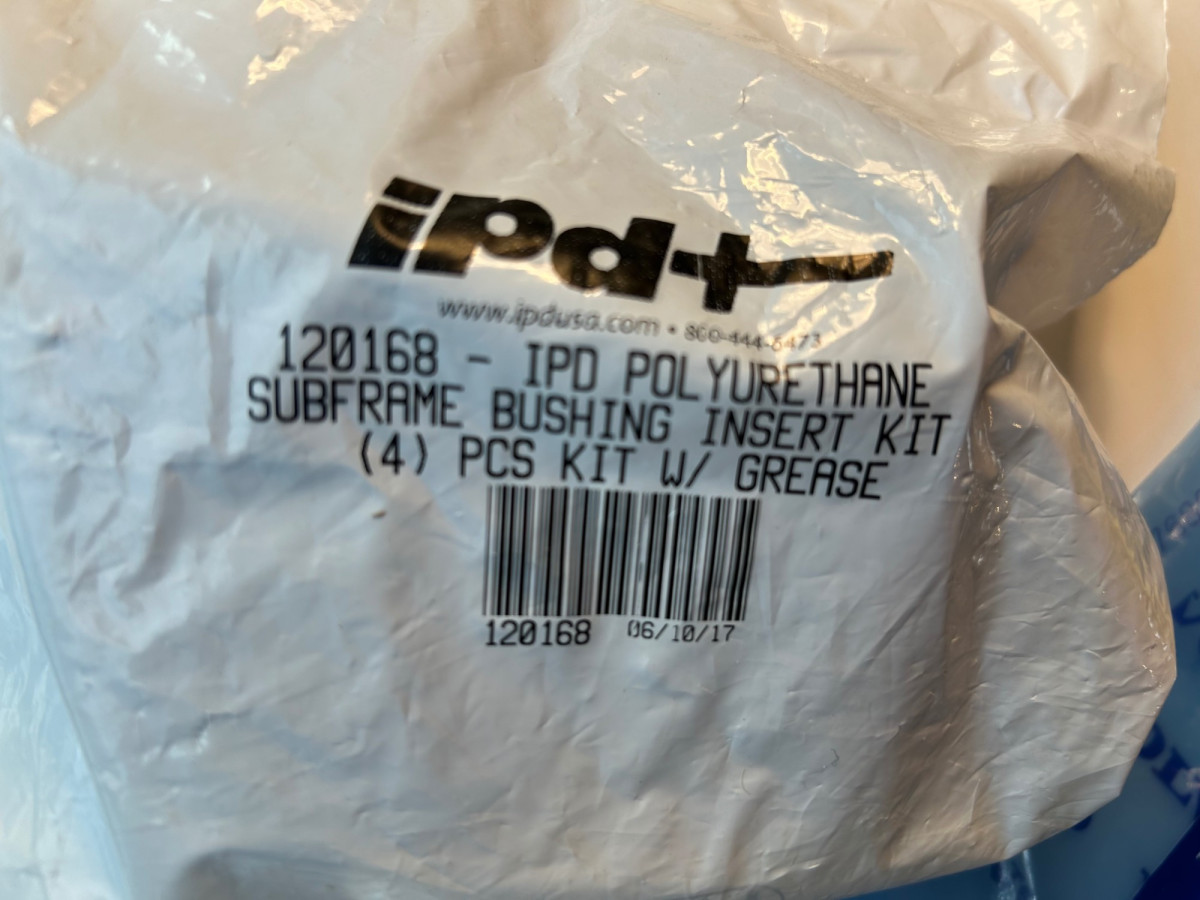 ipd+
www.ipdusa.com • 800-444-6473
120168 - IPD POLYURETHANE
SUBFRAME BUSHING INSERT KIT
(4) PCS KIT W/ GREASE
120168 06/10/17